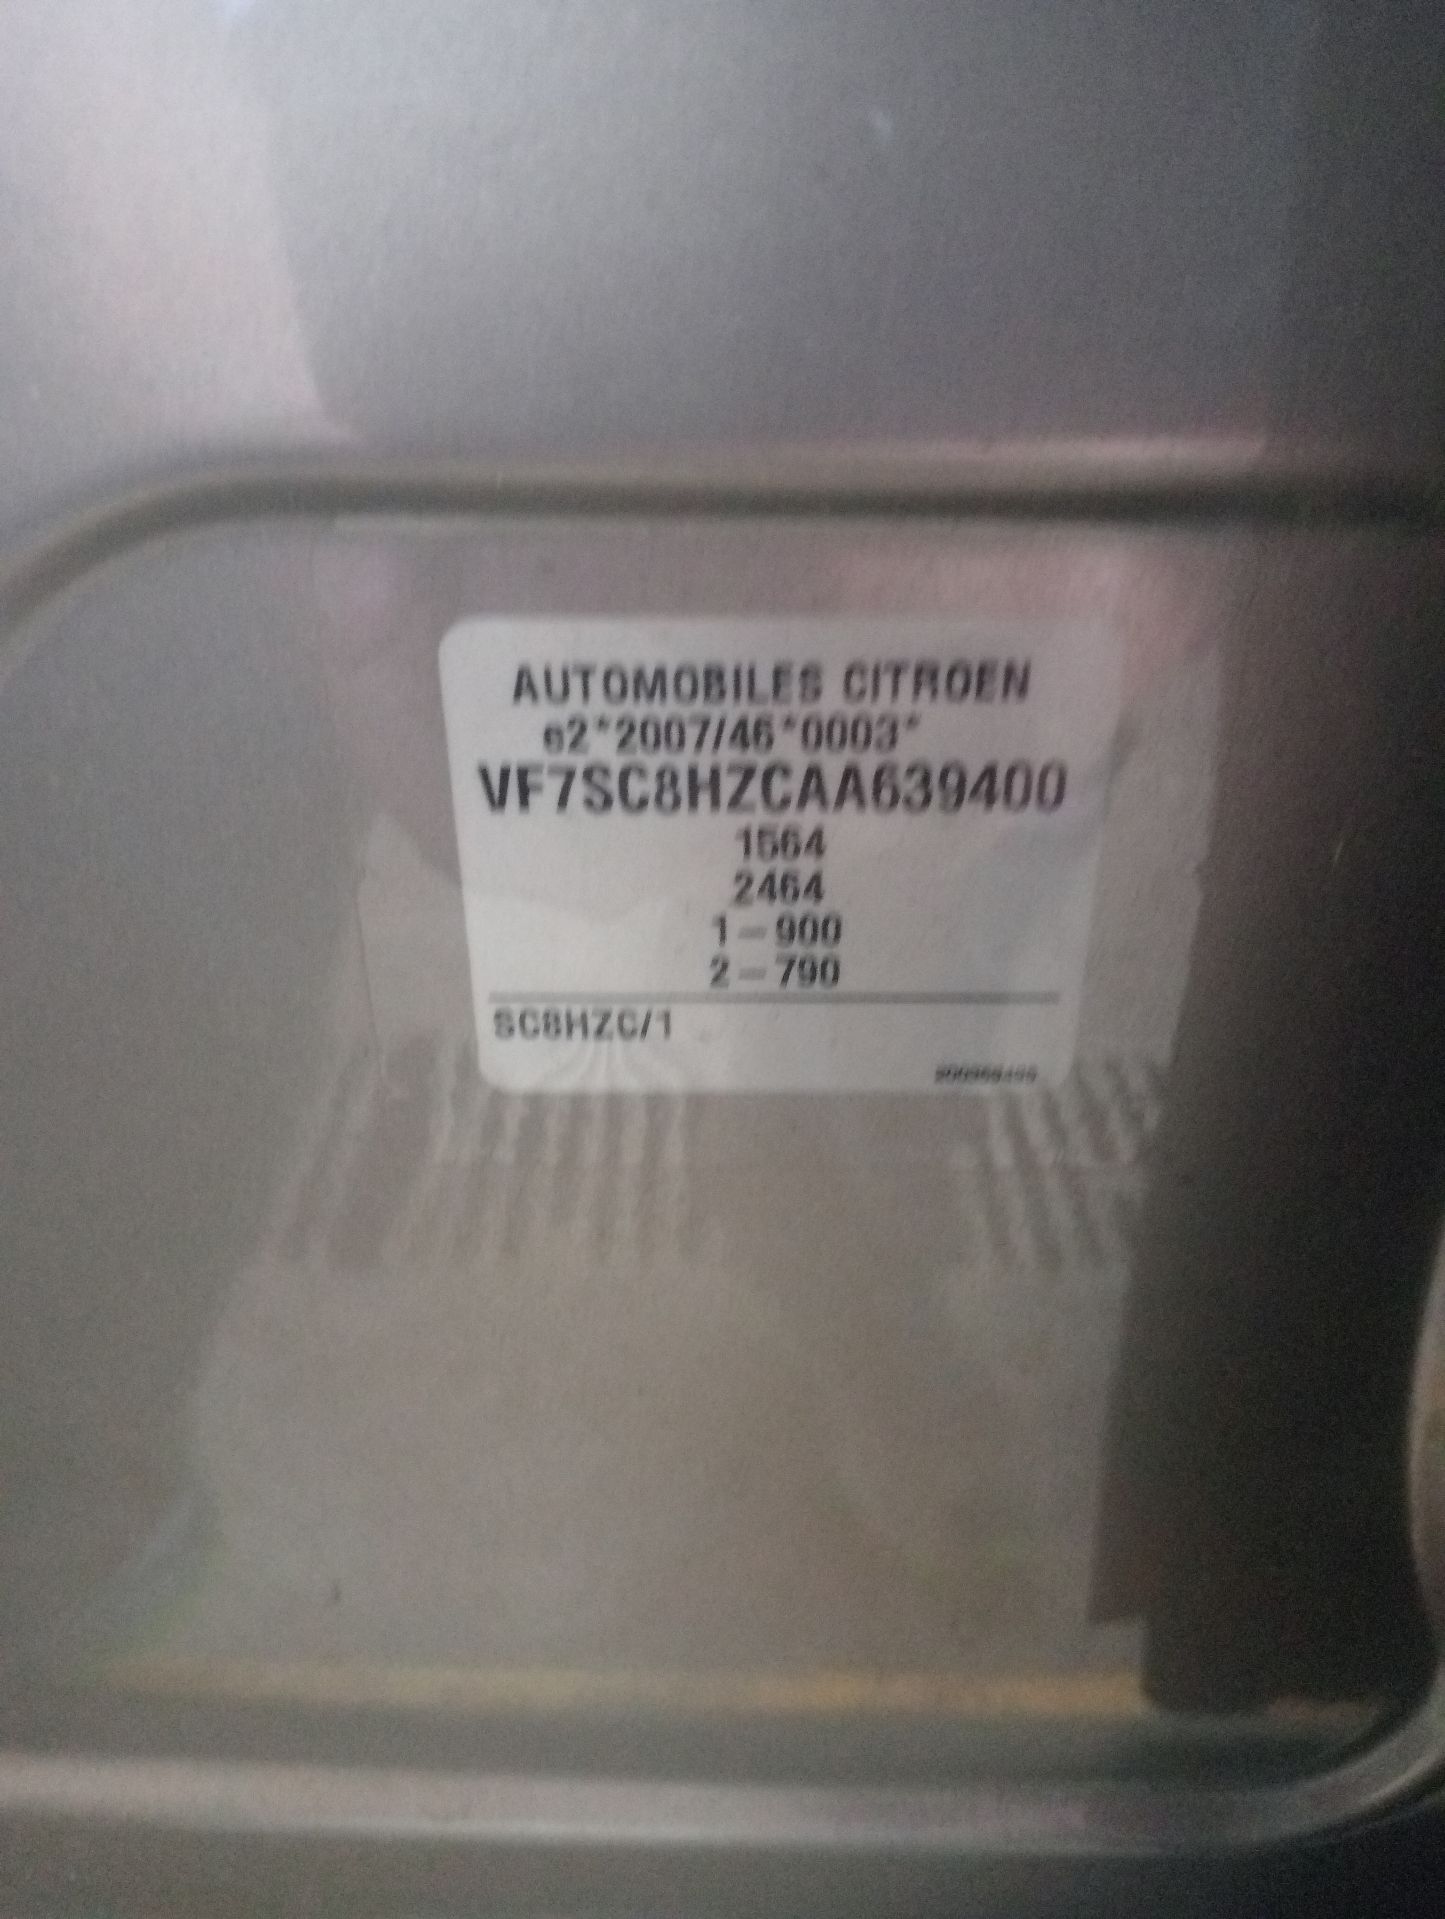 AUTOMOBILES CITROEN
e2*2007/46*0003*
VF7SC8HZCAA639400
1564
2464
1-900
2-790
SC8HZC/1